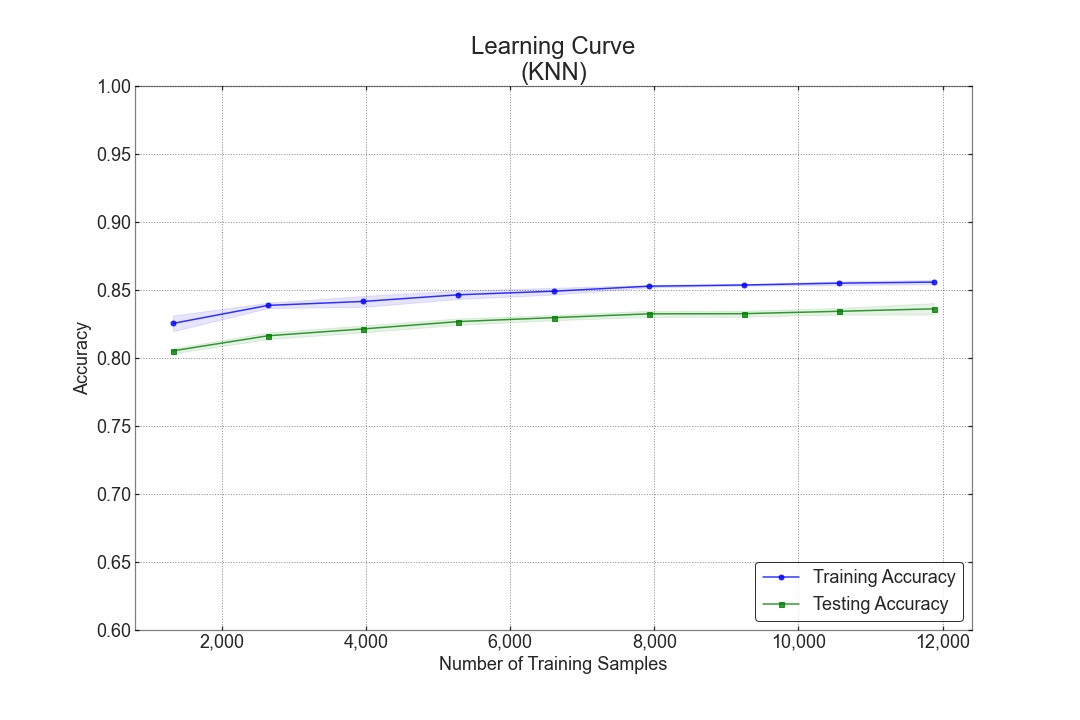 Learning Curve
(KNN)
1.00
0.95
0.90
0.85
0.80
0.75
0.70
0.65
0.60
Accuracy
2,000 4,000 6,000 8,000 10,000 12,000
Number of Training Samples
Training Accuracy
Testing Accuracy